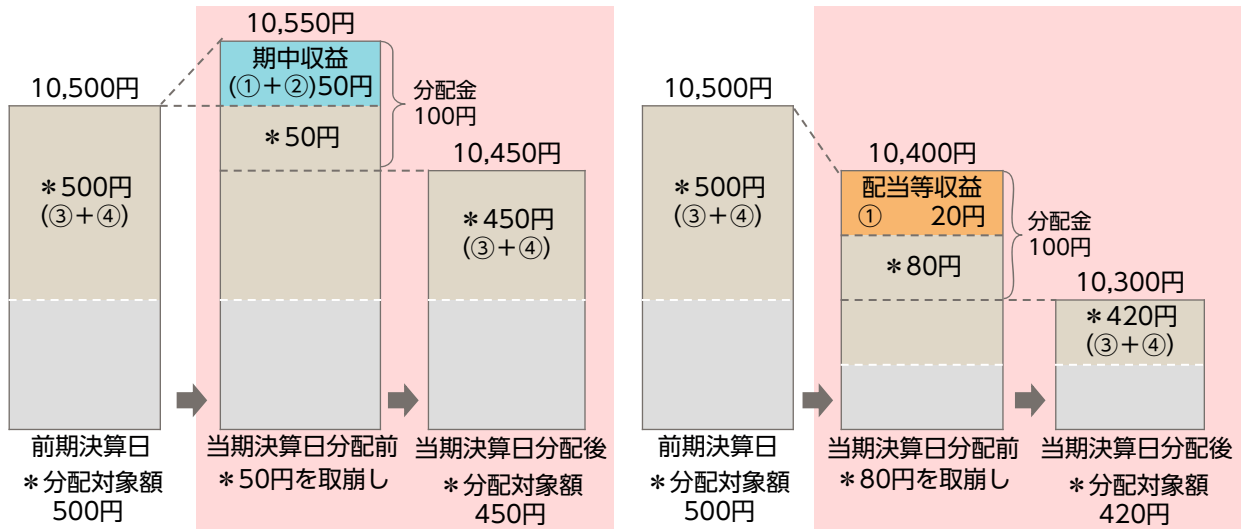 10,500円
*500円
(③+④)
前期決算日
*分配対象額
500円
10,550円
期中収益
(①+②)50円
*50円
分配金
100円
当期決算日分配前
*50円を取崩し
10,450円
*450円
(③+④)
当期決算日分配後
*分配対象額
450円
10,500円
*500円
(③+④)
前期決算日
*分配対象額
500円
10,400円
配当等収益
① 20円
*80円
分配金
100円
当期決算日分配前
*80円を取崩し
10,300円
*420円
(③+④)
当期決算日分配後
*分配対象額
420円